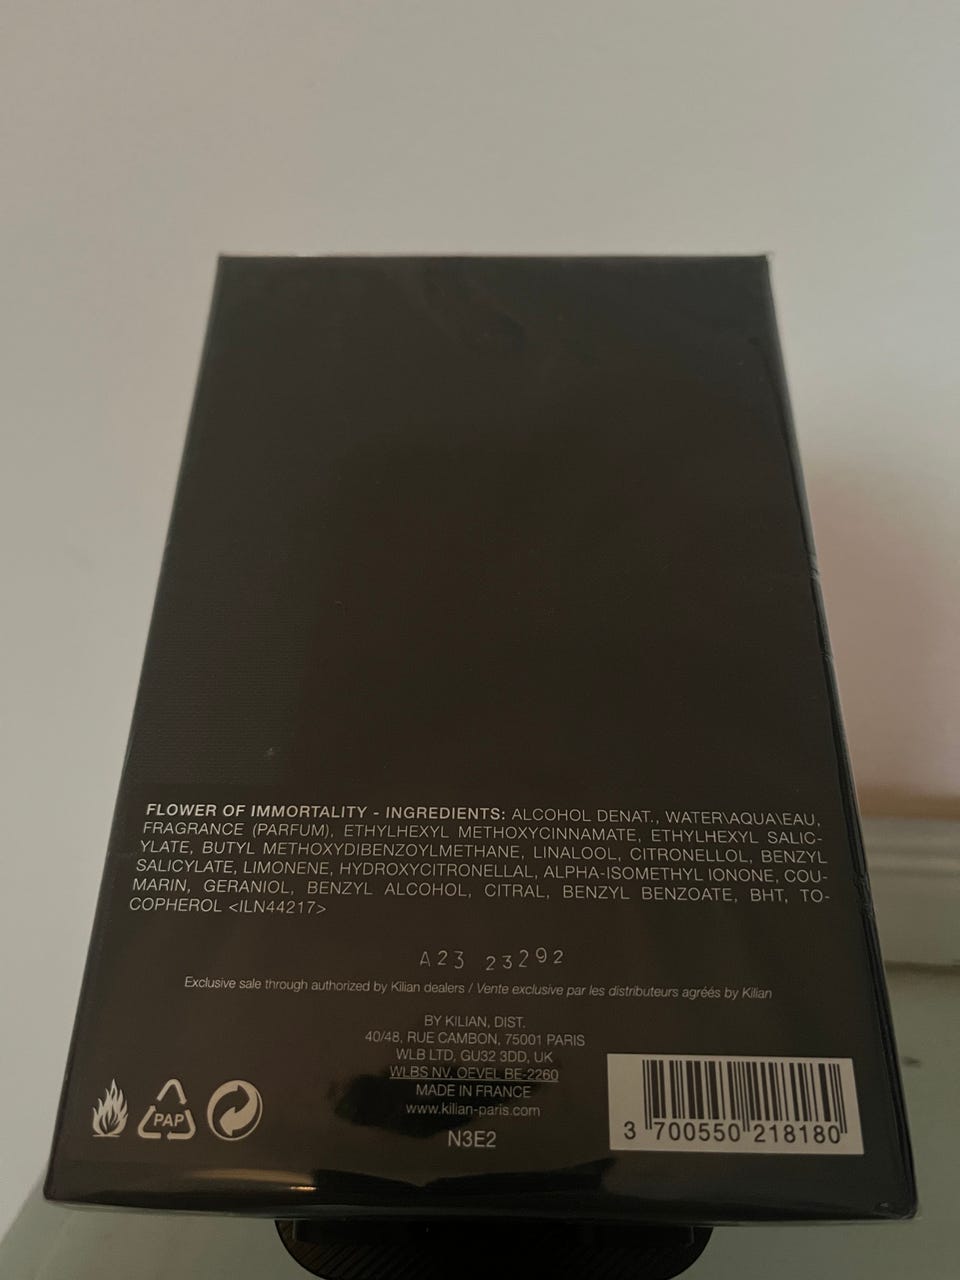 FLOWER OF IMMORTALITY - INGREDIENTS: ALCOHOL DENAT., WATER\AQUA\EAU,
FRAGRANCE (PARFUM), ETHYLHEXYL METHOXYCINNAMATE, ETHYLHEXYL SALIC-
YLATE, BUTYL METHOXYDIBENZOYLMETHANE, LINALOOL, CITRONELLOL, BENZYL
SALICYLATE, LIMONENE, HYDROXYCITRONELLAL, ALPHA-ISOMETHYL IONONE, COU-
MARIN, GERANIOL, BENZYL ALCOHOL, CITRAL, BENZYL BENZOATE, BHT, TO-
COPHEROL <ILN44217>
A23 23292
Exclusive sale through authorized by Kilian dealers / Vente exclusive par les distributeurs agréés by Kilian
BY KILIAN, DIST.
40/48, RUE CAMBON, 75001 PARIS
WLB LTD, GU32 3DD, UK
WLBS NV, OEVEL BE-2260
MADE IN FRANCE
www.kilian-paris.com
N3E2
PAP
3 700550 218180